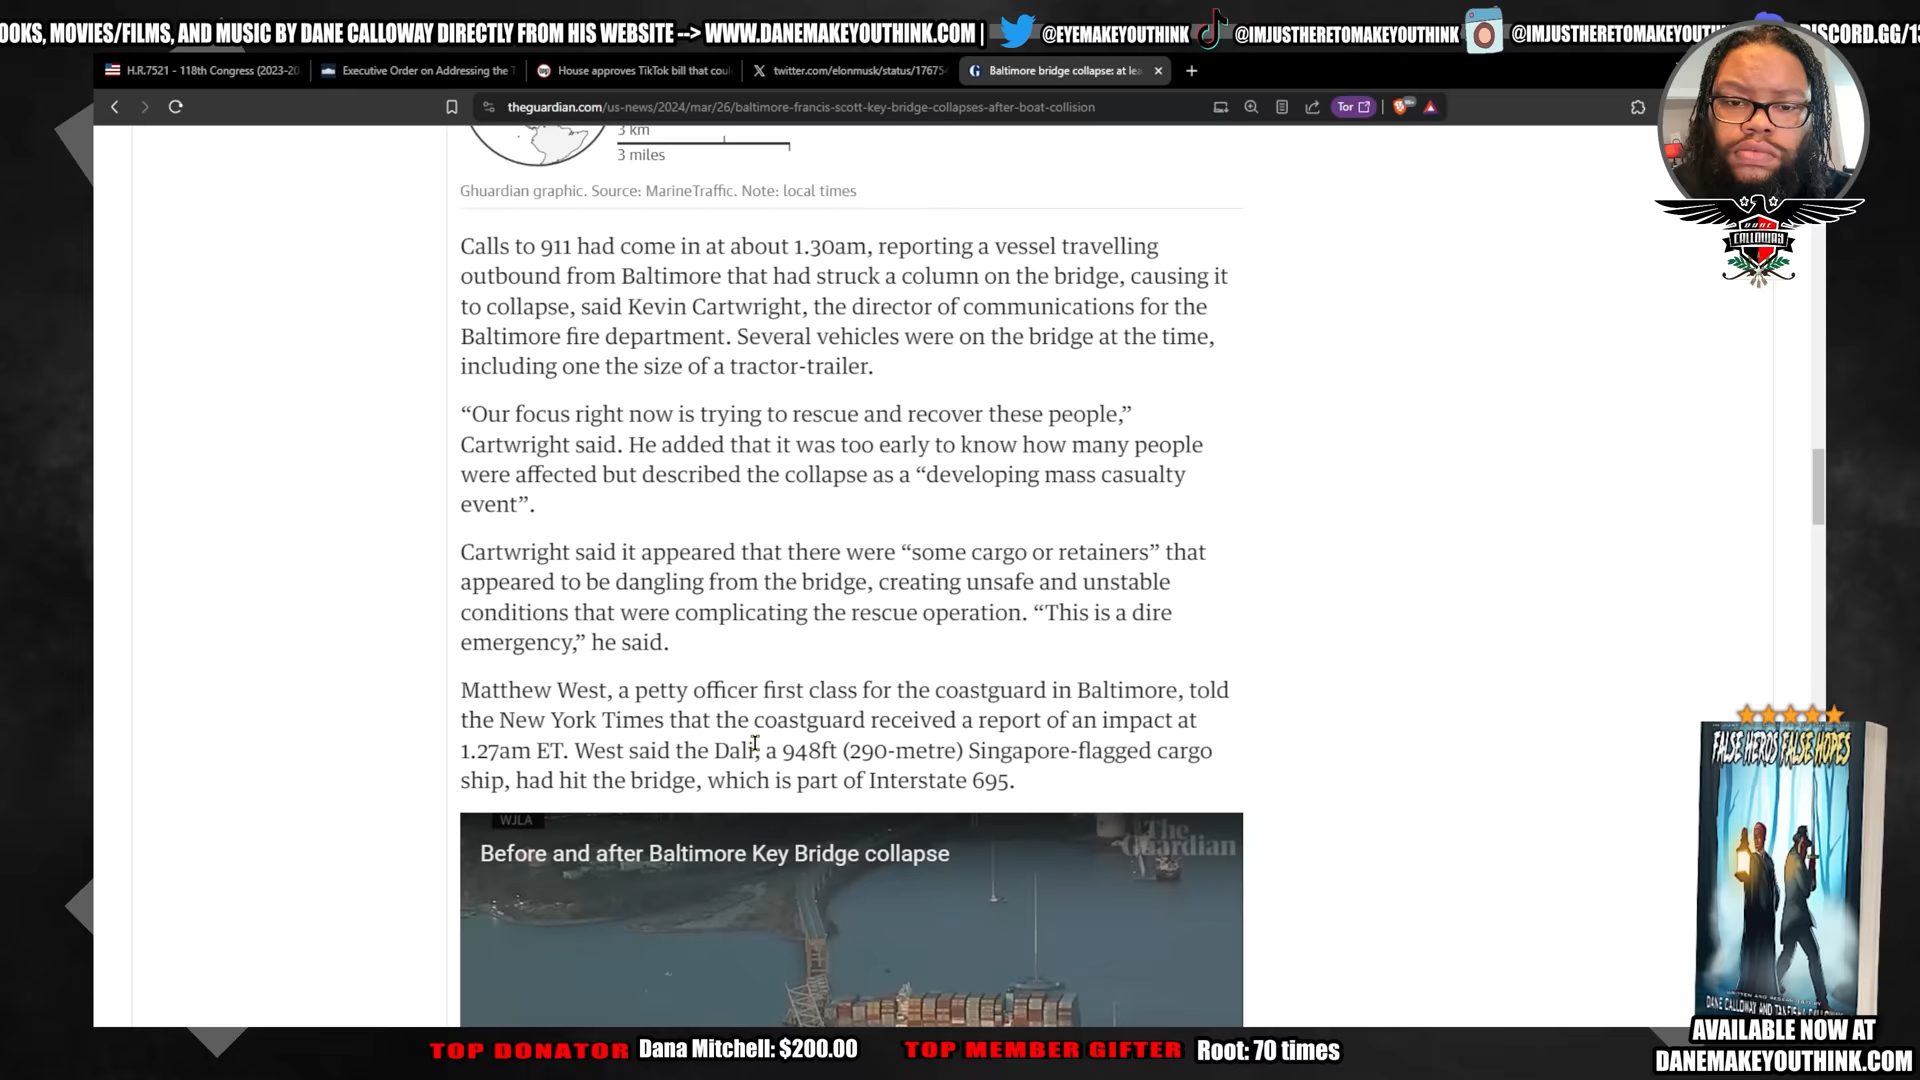 OOKS, MOVIES/FILMS, AND MUSIC BY DANE CALLOWAY DIRECTLY FROM HIS WEBSITE --> WWW.DANEMAKEYOUTHINK.COM | @EYEMAKEYOUTHINK @IMJUSTHERETOMAKEYOUTHINK @IMJUSTHERETOMAKEYOUTH DISCORD.GG/1
H.R.7521 - 118th Congress (2023-20 Executive Order on Addressing the T House approves TikTok bill that coul twitter.com/elonmusk/status/17675 Baltimore bridge collapse: at lea
theguardian.com/us-news/2024/mar/26/baltimore-francis-scott-key-bridge-collapses-after-boat-collision Tor
3 km
3 miles
Ghuardian graphic. Source: MarineTraffic. Note: local times
DANE
CALLOWAY
Calls to 911 had come in at about 1.30am, reporting a vessel travelling
outbound from Baltimore that had struck a column on the bridge, causing it
to collapse, said Kevin Cartwright, the director of communications for the
Baltimore fire department. Several vehicles were on the bridge at the time,
including one the size of a tractor-trailer.
“Our focus right now is trying to rescue and recover these people,”
Cartwright said. He added that it was too early to know how many people
were affected but described the collapse as a “developing mass casualty
event”.
Cartwright said it appeared that there were “some cargo or retainers” that
appeared to be dangling from the bridge, creating unsafe and unstable
conditions that were complicating the rescue operation. “This is a dire
emergency,” he said.
Matthew West, a petty officer first class for the coastguard in Baltimore, told
the New York Times that the coastguard received a report of an impact at
1.27am ET. West said the Dali, a 948ft (290-metre) Singapore-flagged cargo
ship, had hit the bridge, which is part of Interstate 695.
WJLA
The Guardian
Before and after Baltimore Key Bridge collapse
FALSE HEROS FALSE HOPES
WRITTEN AND RESEARCHED BY
DANE CALLOWAY AND
AVAILABLE NOW AT
DANEMAKEYOUTHINK.COM
TOP DONATOR Dana Mitchell: $200.00 TOP MEMBER GIFTER Root: 70 times